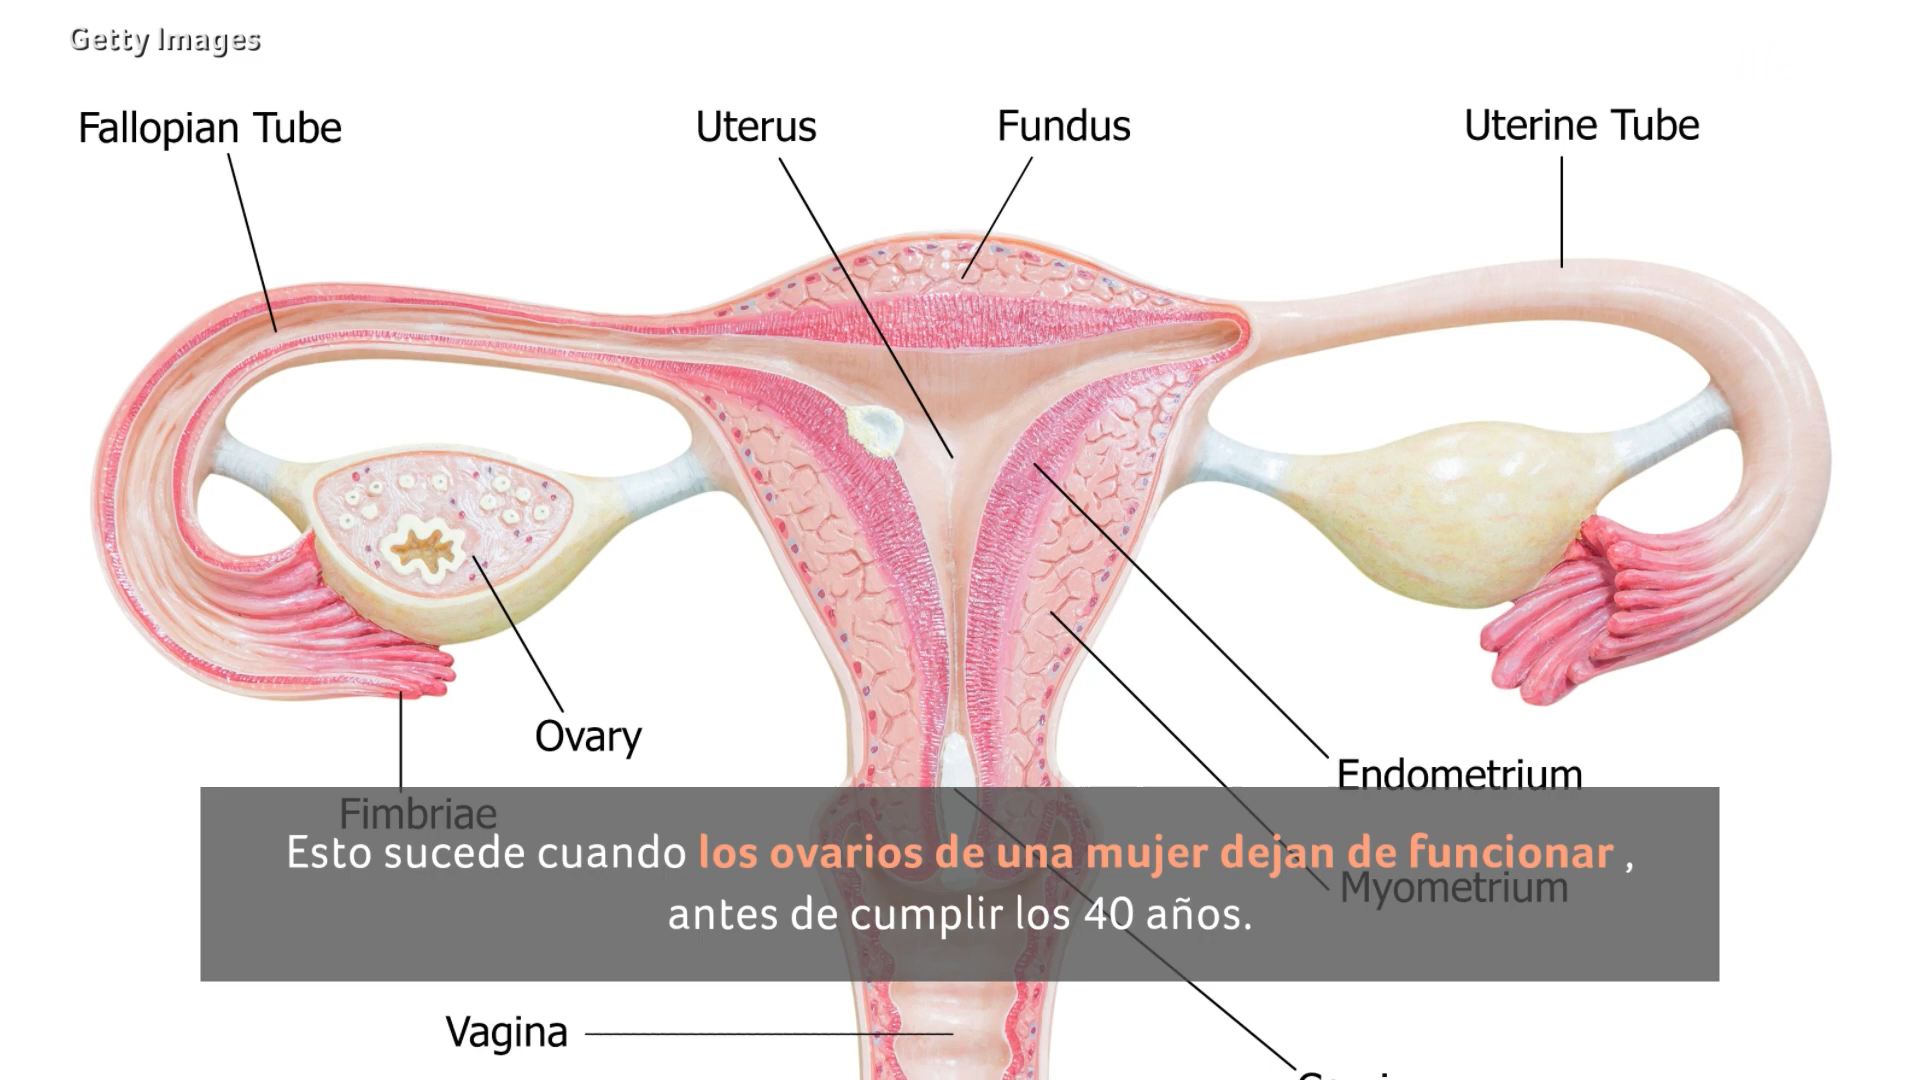 Getty Images
Fallopian Tube
Uterus
Fundus
Uterine Tube
Ovary
Endometrium
Fimbriae
Esto sucede cuando los ovarios de una mujer dejan de funcionar ,
Myometrium
antes de cumplir los 40 años.
Vagina